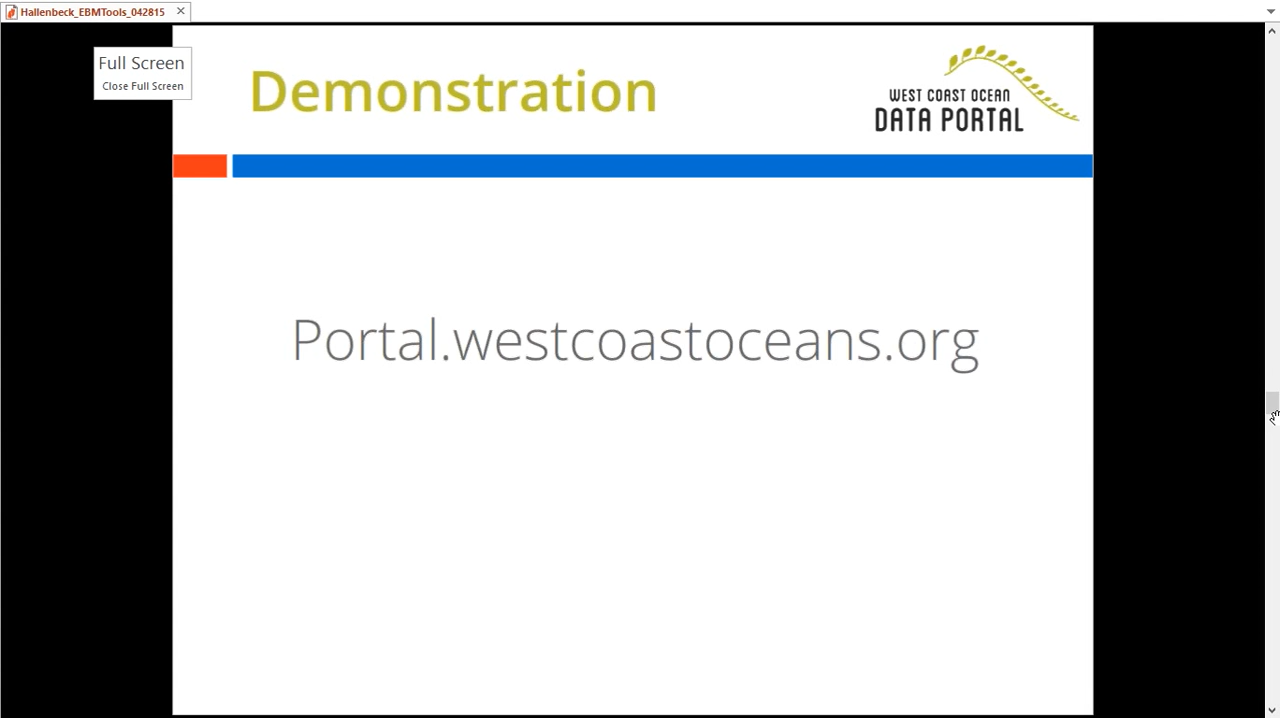 Hallenbeck_EBMTools_042815
Full Screen
Close Full Screen
Demonstration
WEST COAST OCEAN
DATA PORTAL
Portal.westcoastoceans.org